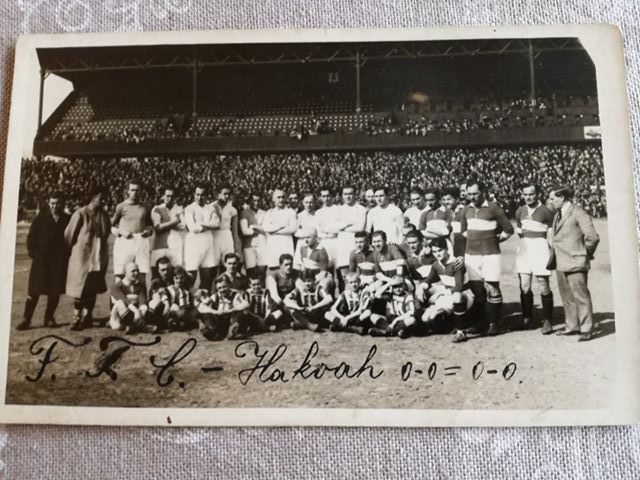 F. T. C. - Hakoah 0-0 = 0-0.